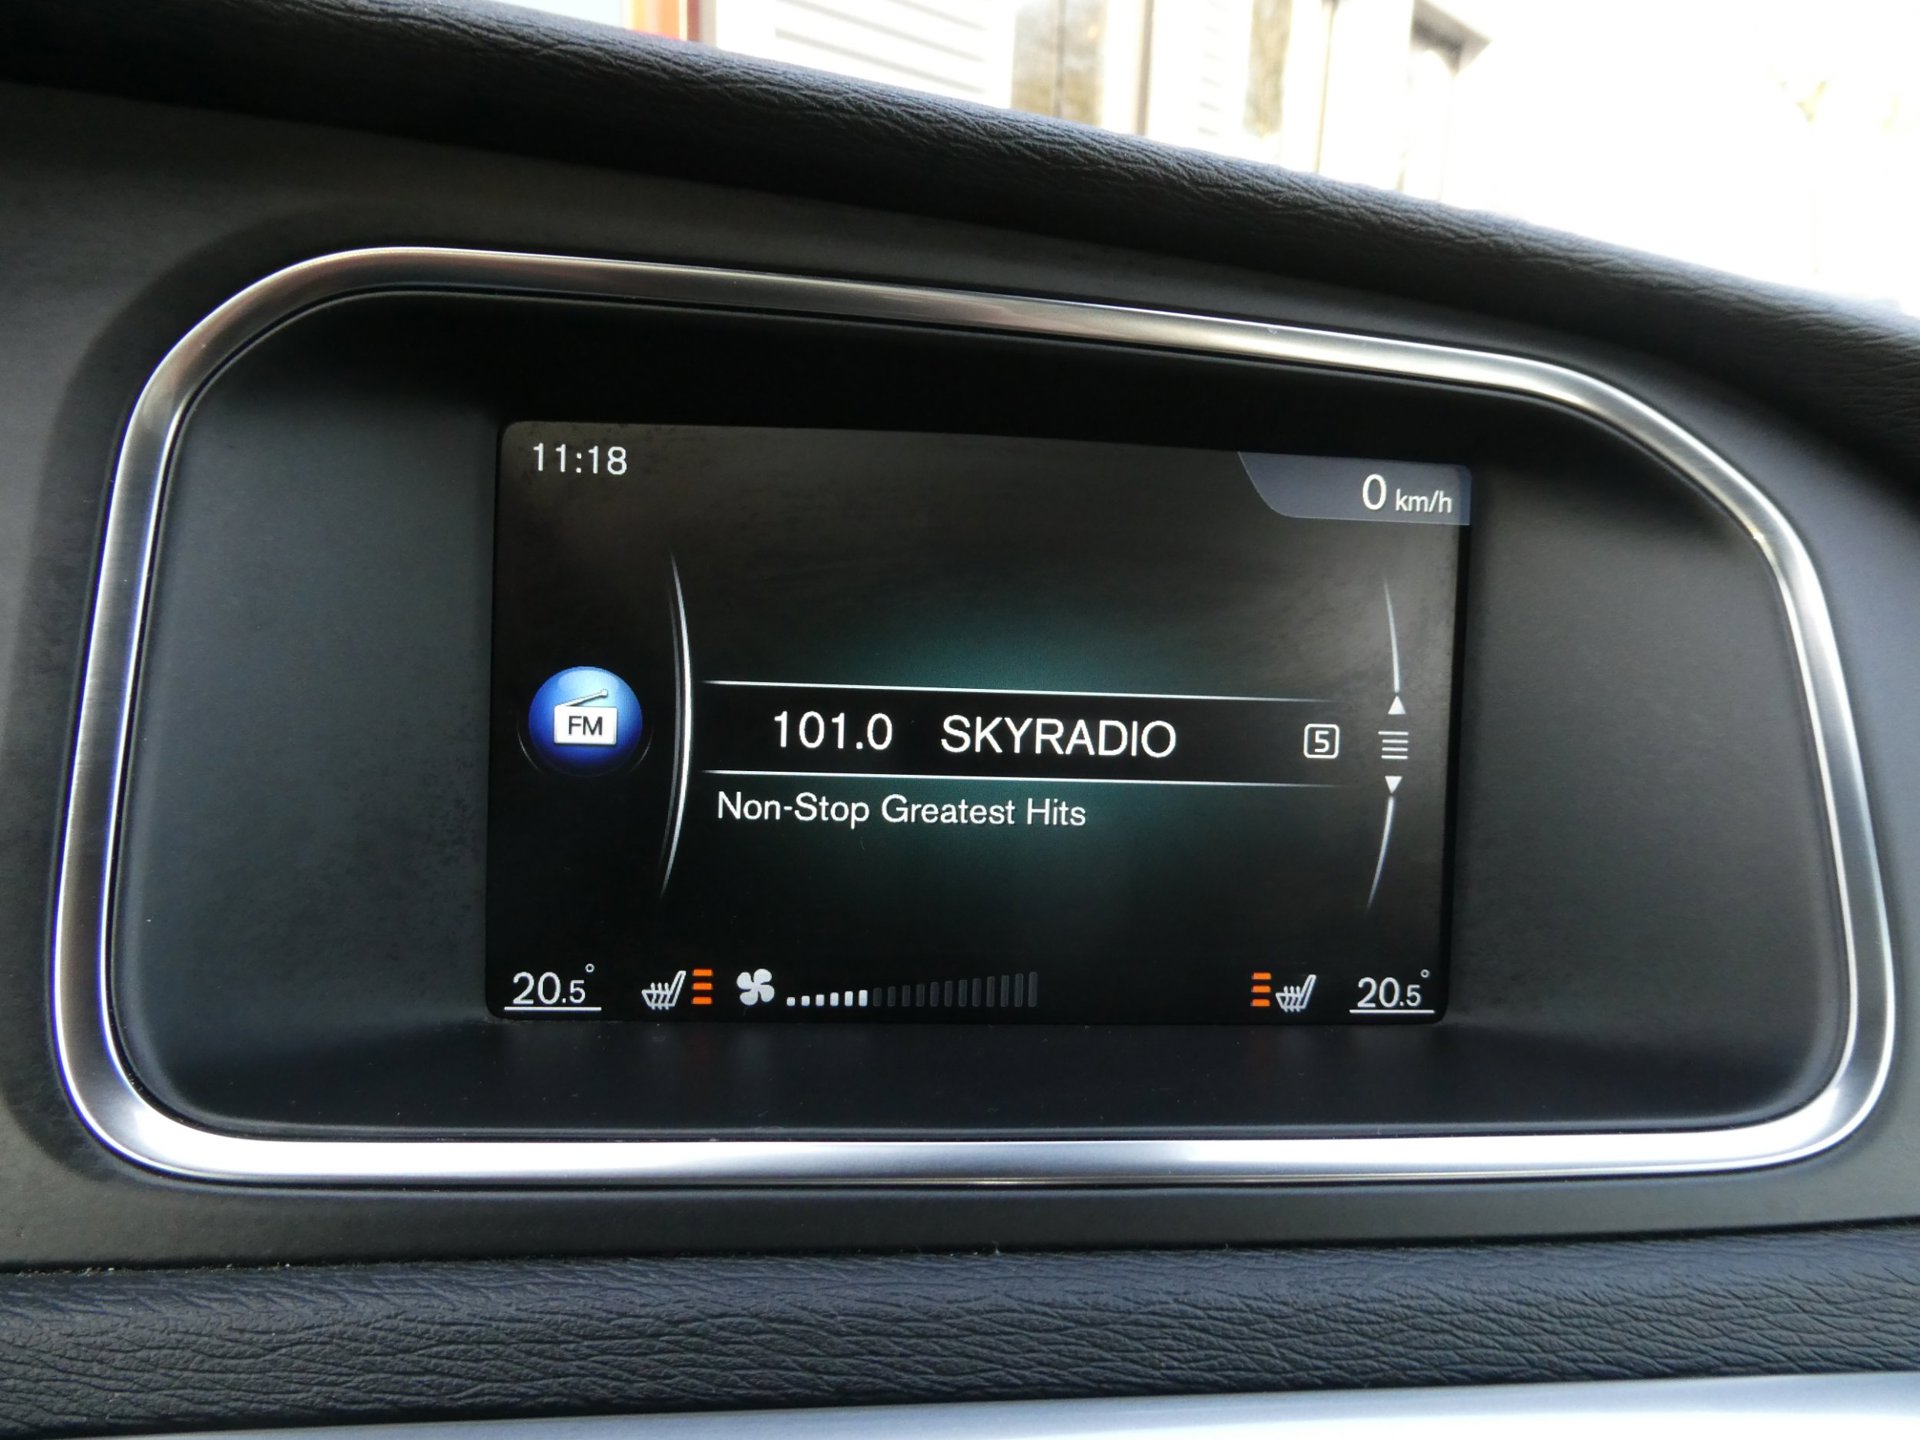 11:18
0 km/h
FM
101.0 SKYRADIO 5
Non-Stop Greatest Hits
20.5° 20.5°